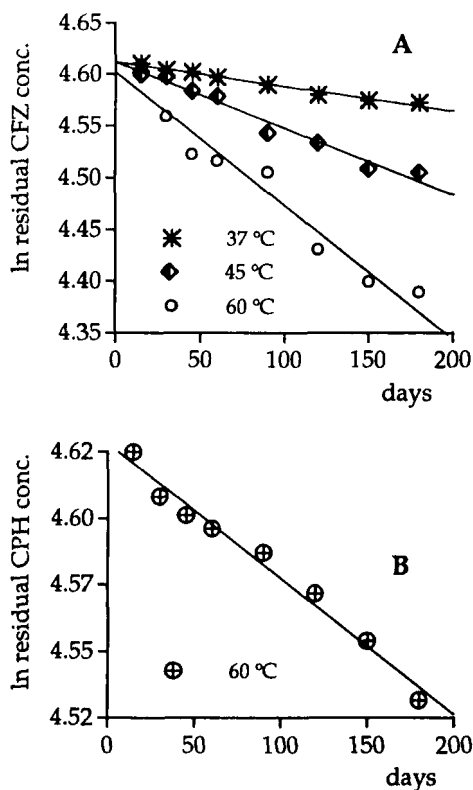 A
ln residual CFZ conc.
4.65
4.60
4.55
4.50
4.45
4.40
4.35
37 °C
45 °C
60 °C
0 50 100 150 200
days
B
ln residual CPH conc.
4.62
4.60
4.57
4.55
4.52
60 °C
0 50 100 150 200
days